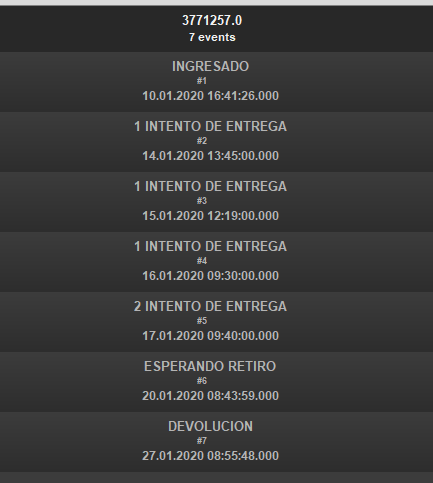 3771257.0
7 events
INGRESADO
#1
10.01.2020 16:41:26.000
1 INTENTO DE ENTREGA
#2
14.01.2020 13:45:00.000
1 INTENTO DE ENTREGA
#3
15.01.2020 12:19:00.000
1 INTENTO DE ENTREGA
#4
16.01.2020 09:30:00.000
2 INTENTO DE ENTREGA
#5
17.01.2020 09:40:00.000
ESPERANDO RETIRO
#6
20.01.2020 08:43:59.000
DEVOLUCION
#7
27.01.2020 08:55:48.000